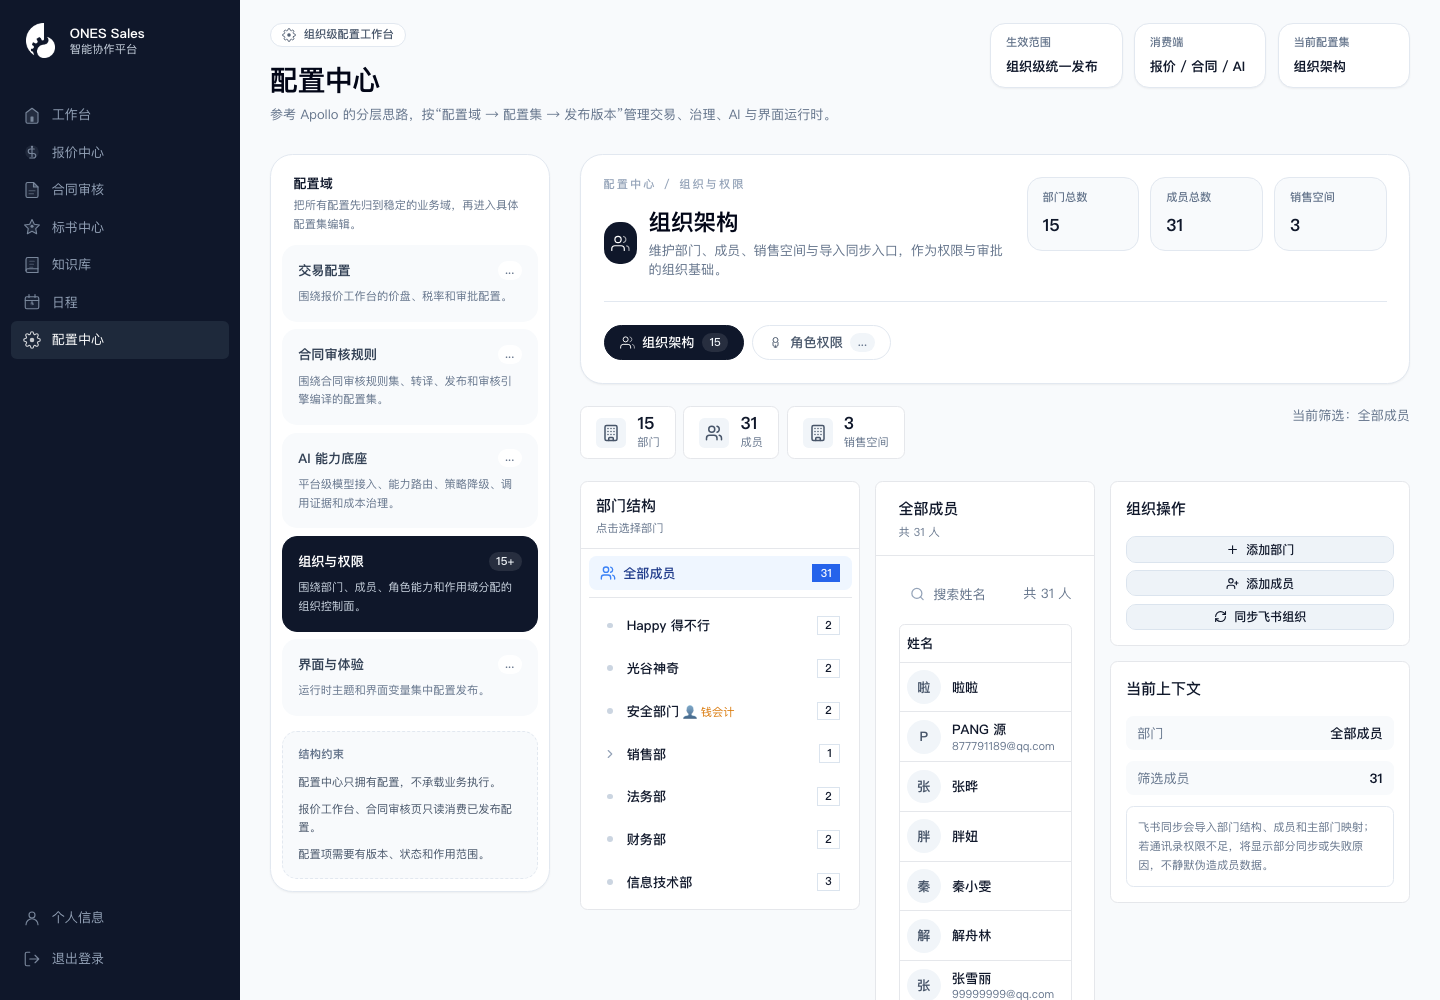 ONES Sales
智能协作平台
工作台
报价中心
合同审核
标书中心
知识库
日程
配置中心
个人信息
退出登录
组织级配置工作台
配置中心
参考 Apollo 的分层思路，按“配置域 → 配置集 → 发布版本”管理交易、治理、AI 与界面运行时。
生效范围
组织级统一发布
消费端
报价 / 合同 / AI
当前配置集
组织架构
配置域
把所有配置先归到稳定的业务域，再进入具体
配置集编辑。
交易配置
...
围绕报价工作台的价盘、税率和审批配置。
合同审核规则
...
围绕合同审核规则集、转译、发布和审核引
擎编译的配置集。
AI 能力底座
...
平台级模型接入、能力路由、策略降级、调
用证据和成本治理。
组织与权限
15+
围绕部门、成员、角色能力和作用域分配的
组织控制面。
界面与体验
...
运行时主题和界面变量集中配置发布。
结构约束
配置中心只拥有配置，不承载业务执行。
报价工作台、合同审核页只读消费已发布配
置。
配置项需要有版本、状态和作用范围。
配置中心 / 组织与权限
组织架构
维护部门、成员、销售空间与导入同步入口，作为权限与审批
的组织基础。
部门总数
15
成员总数
31
销售空间
3
组织架构 15
角色权限 ...
15
部门
31
成员
3
销售空间
当前筛选：全部成员
部门结构
点击选择部门
全部成员 31
Happy 得不行 2
光谷神奇 2
安全部门 👤 钱会计 2
销售部 1
法务部 2
财务部 2
信息技术部 3
全部成员
共 31 人
搜索姓名 共 31 人
姓名
啦 啦啦
P PANG 源
877791189@qq.com
张 张晔
胖 胖妞
秦 秦小雯
解 解舟林
张 张雪丽
99999999@qq.com
组织操作
添加部门
添加成员
同步飞书组织
当前上下文
部门 全部成员
筛选成员 31
飞书同步会导入部门结构、成员和主部门映射；
若通讯录权限不足，将显示部分同步或失败原
因，不静默伪造成员数据。